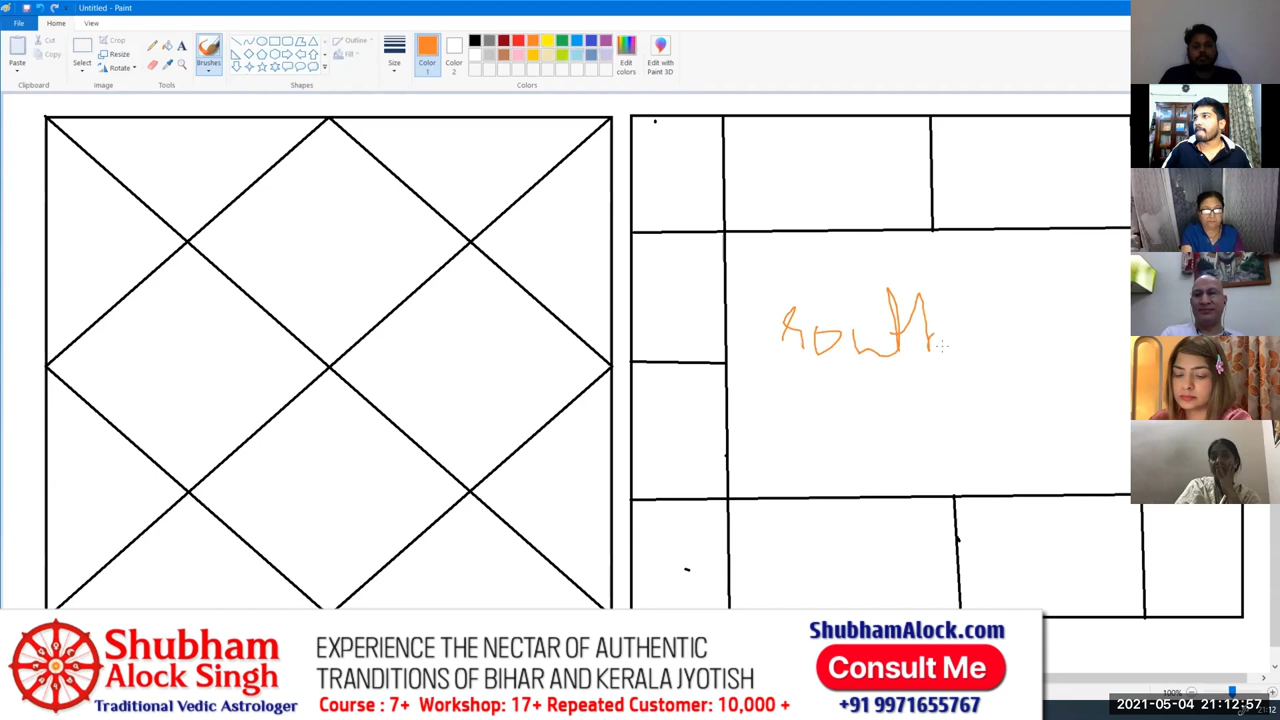 Untitled - Paint
File
Home
View
Paste
Cut
Copy
Clipboard
Select
Crop
Resize
Rotate
Image
A
Tools
Brushes
Shapes
Outline
Fill
Size
Color
1
Color
2
Colors
Edit
colors
Edit with
Paint 3D
south
Shubham
Alock Singh
Traditional Vedic Astrologer
EXPERIENCE THE NECTAR OF AUTHENTIC
TRANDITIONS OF BIHAR AND KERALA JYOTISH
Course : 7+ Workshop: 17+ Repeated Customer: 10,000 +
ShubhamAlock.com
Consult Me
+91 9971655767
100%
2021-05-04 21:12:57
21:12